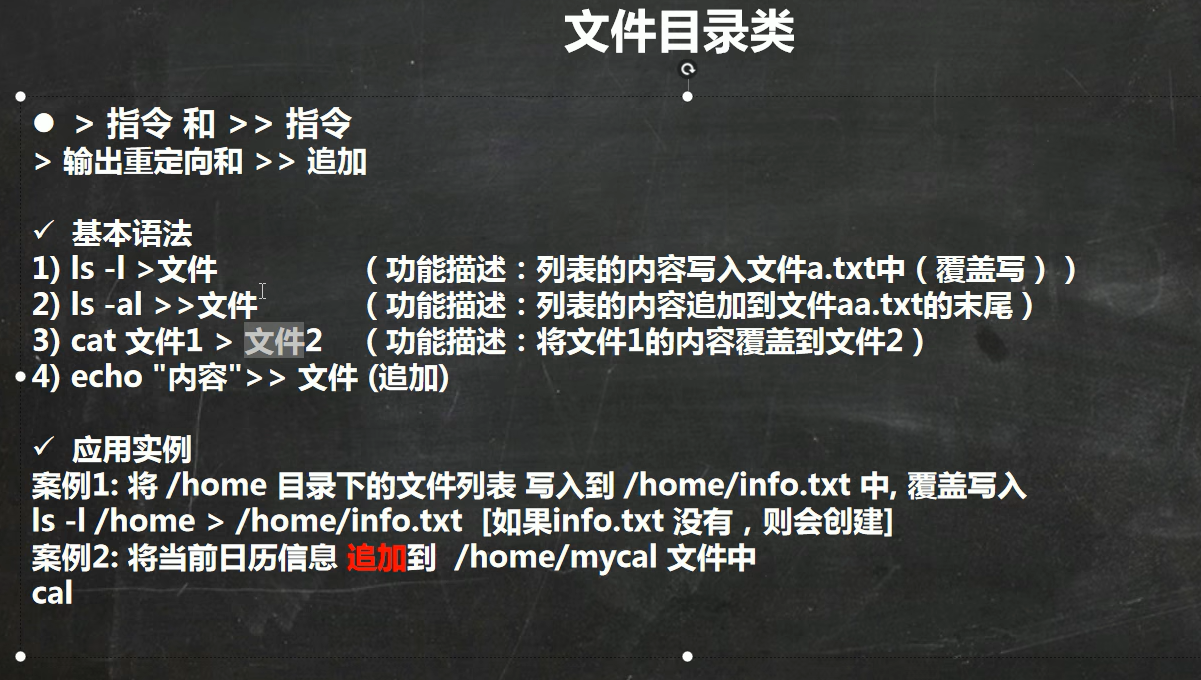 文件目录类
● > 指令 和 >> 指令
> 输出重定向和 >> 追加
✓ 基本语法
1) ls -l >文件 （功能描述：列表的内容写入文件a.txt中（覆盖写））
2) ls -al >>文件 （功能描述：列表的内容追加到文件aa.txt的末尾）
3) cat 文件1 > 文件2 （功能描述：将文件1的内容覆盖到文件2）
4) echo "内容">> 文件 (追加)
✓ 应用实例
案例1: 将 /home 目录下的文件列表 写入到 /home/info.txt 中, 覆盖写入
ls -l /home > /home/info.txt [如果info.txt 没有，则会创建]
案例2: 将当前日历信息 追加到 /home/mycal 文件中
cal